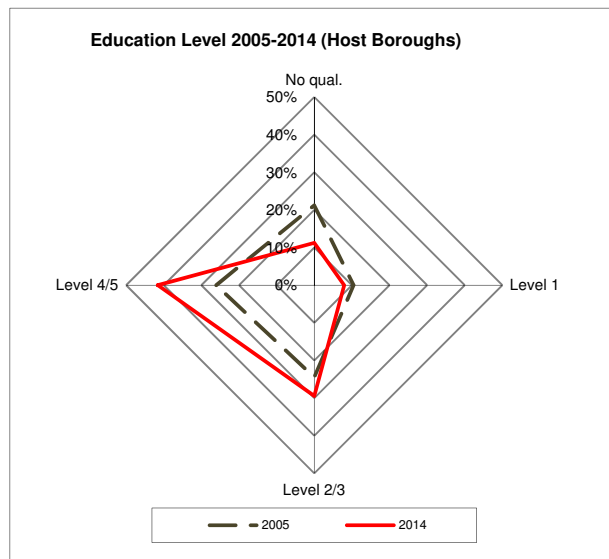 Education Level 2005-2014 (Host Boroughs)
No qual.
50%
40%
30%
20%
10%
0%
Level 4/5
Level 1
Level 2/3
2005
2014